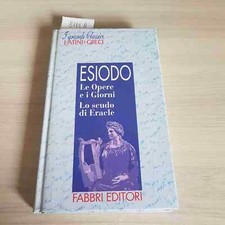 I grandi Classici
LATINI e GRECI
ESIODO
Le Opere
e i Giorni
Lo scudo
di Eracle
FABBRI EDITORI